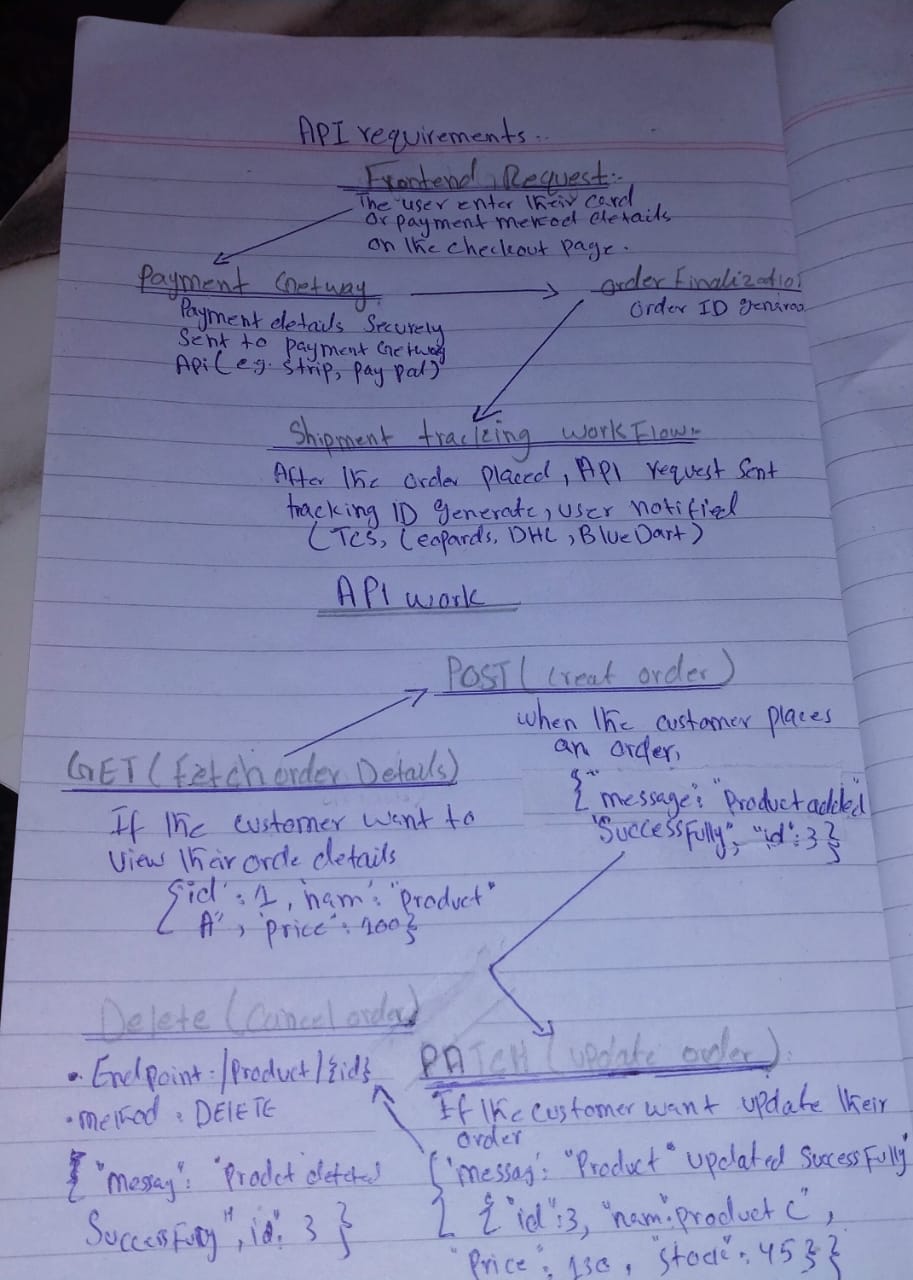 API requirements..
Frontend Request:-
The user enter their card
or payment method details
on the checkout page.
Payment Getway
Payment details Securely
Sent to payment Getway
Api (e.g. strip, pay pal)
order Finalization
order ID
Shipment tracking workflow:-
After the order placed, API request sent
tracking ID generate, user notified
(TCS, Leopards, DHL, BlueDart)
API work
POST (creat order)
when the customer places
an order,
{"message": "Product added
"Successfully", "id": 3}
GET (Fetch order Details)
If the customer want to
view their orde details
{id': 1, 'nam': "product"
A", 'price": 100}
Delete (Cancel order)
• Endpoint: /Product/{id}
• method: DELETE
{"messag": "Prodct deleted
Successfully", id": 3}
PATCH (update order):
If the customer want update their
order
{'messag': "Product" updated Successfully"
{"id":3, "nam":product C",
"Price": 130, "stock": 45}}